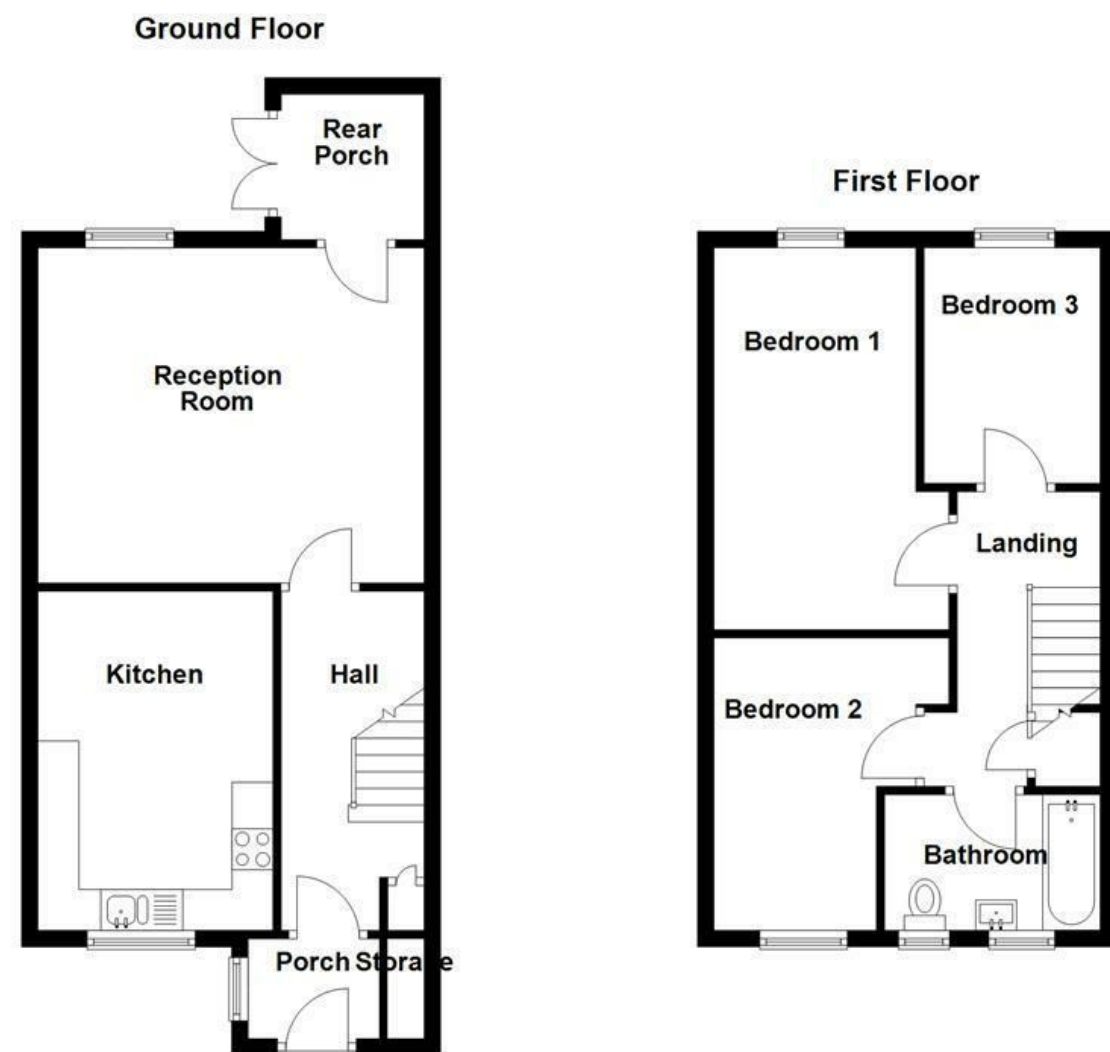 Ground Floor
Rear
Porch
Reception
Room
Kitchen
Hall
Porch
Storage
First Floor
Bedroom 1
Bedroom 3
Landing
Bedroom 2
Bathroom